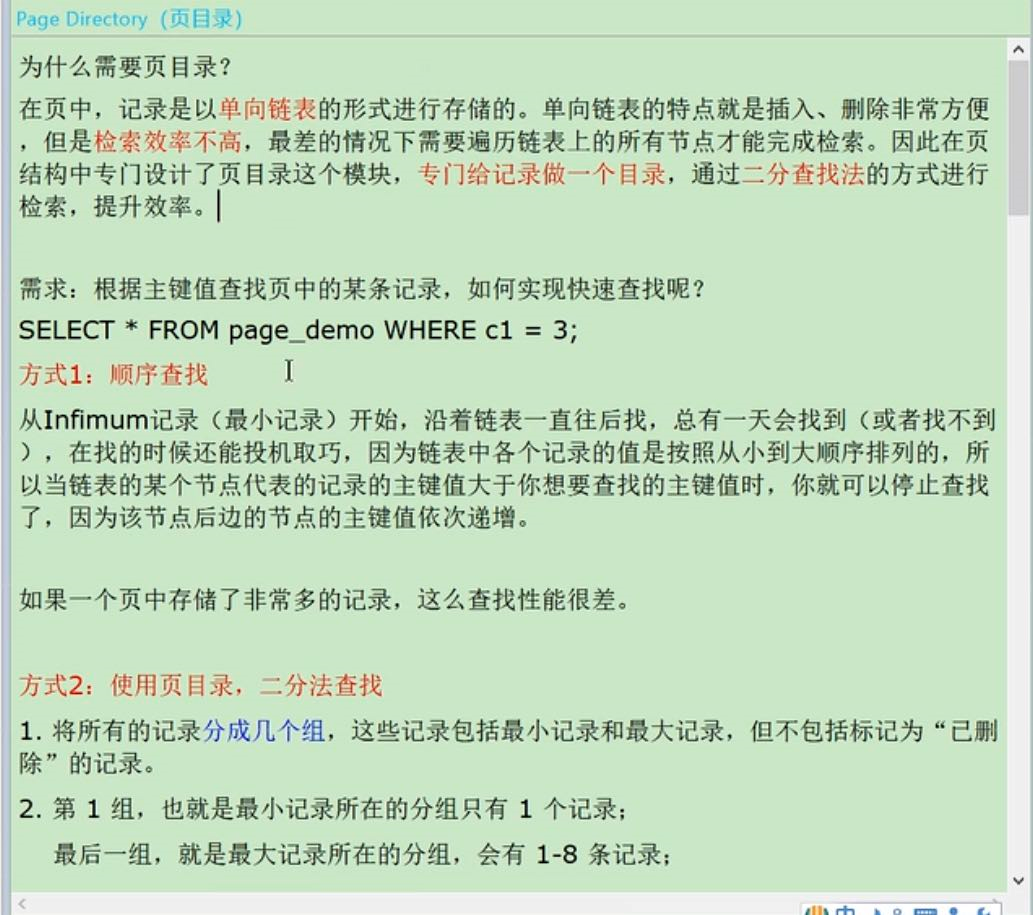 Page Directory（页目录）
为什么需要页目录？
在页中，记录是以单向链表的形式进行存储的。单向链表的特点就是插入、删除非常方便
，但是检索效率不高，最差的情况下需要遍历链表上的所有节点才能完成检索。因此在页
结构中专门设计了页目录这个模块，专门给记录做一个目录，通过二分查找法的方式进行
检索，提升效率。
需求：根据主键值查找页中的某条记录，如何实现快速查找呢？
SELECT * FROM page_demo WHERE c1 = 3;
方式1：顺序查找
从Infimum记录（最小记录）开始，沿着链表一直往后找，总有一天会找到（或者找不到
），在找的时候还能投机取巧，因为链表中各个记录的值是按照从小到大顺序排列的，所
以当链表的某个节点代表的记录的主键值大于你想要查找的主键值时，你就可以停止查找
了，因为该节点后边的节点的主键值依次递增。
如果一个页中存储了非常多的记录，这么查找性能很差。
方式2：使用页目录，二分法查找
1. 将所有的记录分成几个组，这些记录包括最小记录和最大记录，但不包括标记为“已删
除”的记录。
2. 第 1 组，也就是最小记录所在的分组只有 1 个记录；
最后一组，就是最大记录所在的分组，会有 1-8 条记录；
中